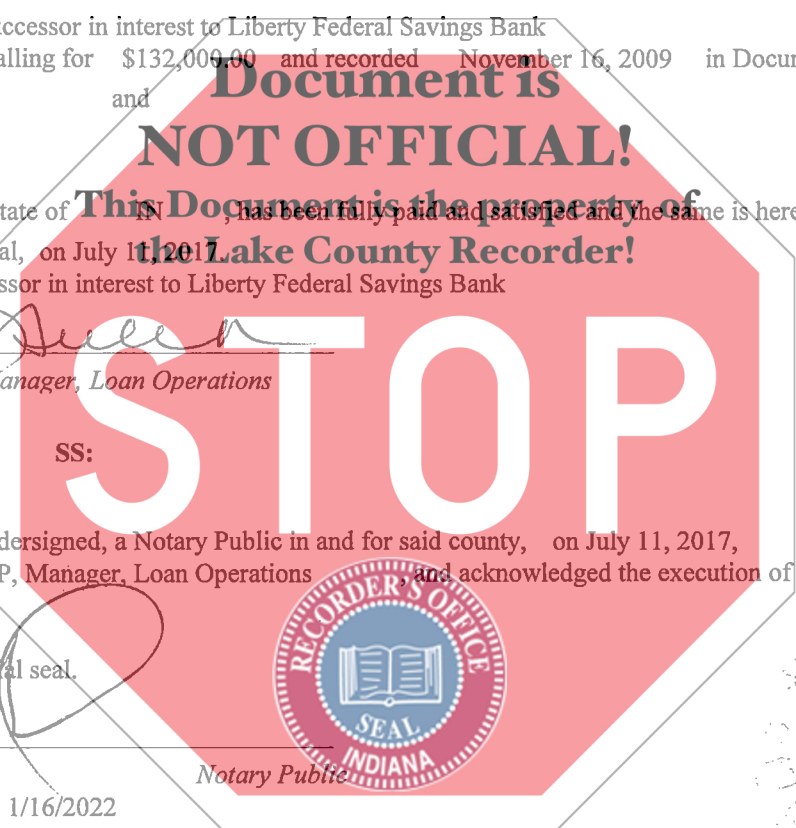 ccessor in interest to Liberty Federal Savings Bank
alling for $132,000.00 and recorded November 16, 2009 in Docum
Document is
and
NOT OFFICIAL!
tate of IN , has been fully paid and satisfied and the same is here
This Document is the property of
al, on July 11, 2017.
the Lake County Recorder!
ssor in interest to Liberty Federal Savings Bank
STOP
anager, Loan Operations
SS:
dersigned, a Notary Public in and for said county, on July 11, 2017,
P, Manager, Loan Operations , and acknowledged the execution of
RECORDER'S OFFICE
al seal.
SEAL
INDIANA
Notary Public
1/16/2022